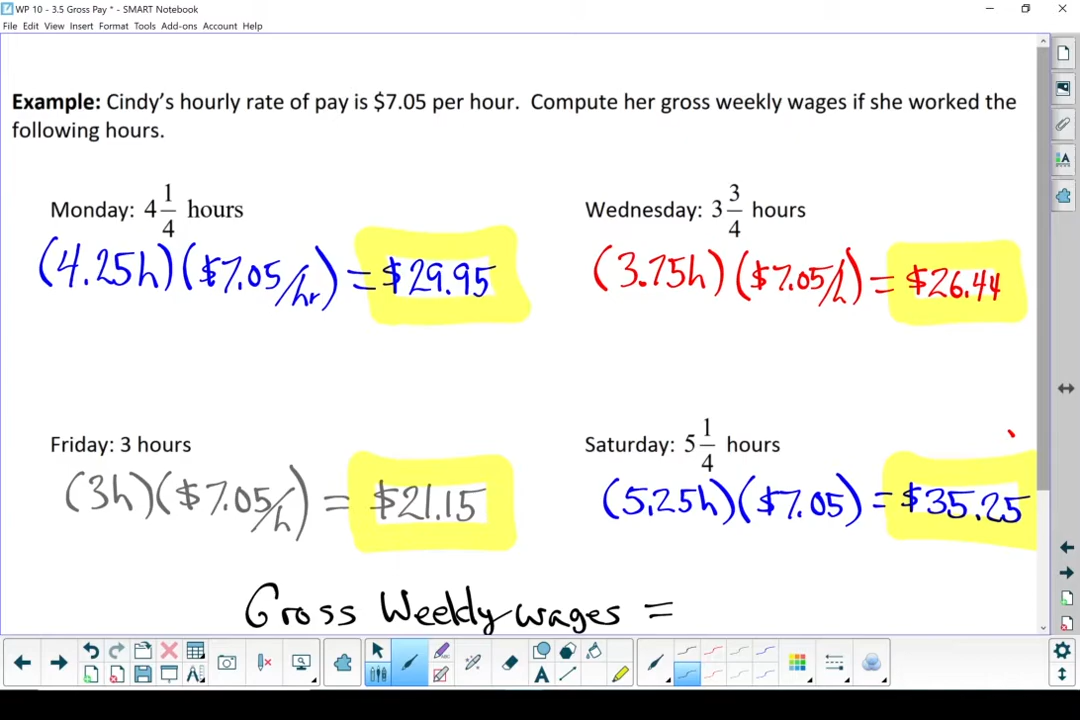 WP 10 - 3.5 Gross Pay * - SMART Notebook
File Edit View Insert Format Tools Add-ons Account Help
Example: Cindy's hourly rate of pay is $7.05 per hour. Compute her gross weekly wages if she worked the
following hours.
Monday: 4 1/4 hours
(4.25h)($7.05/hr) = $29.95
Wednesday: 3 3/4 hours
(3.75h)($7.05/h) = $26.44
Friday: 3 hours
(3h)($7.05/h) = $21.15
Saturday: 5 1/4 hours
(5.25h)($7.05) = $35.25
Gross Weekly wages =